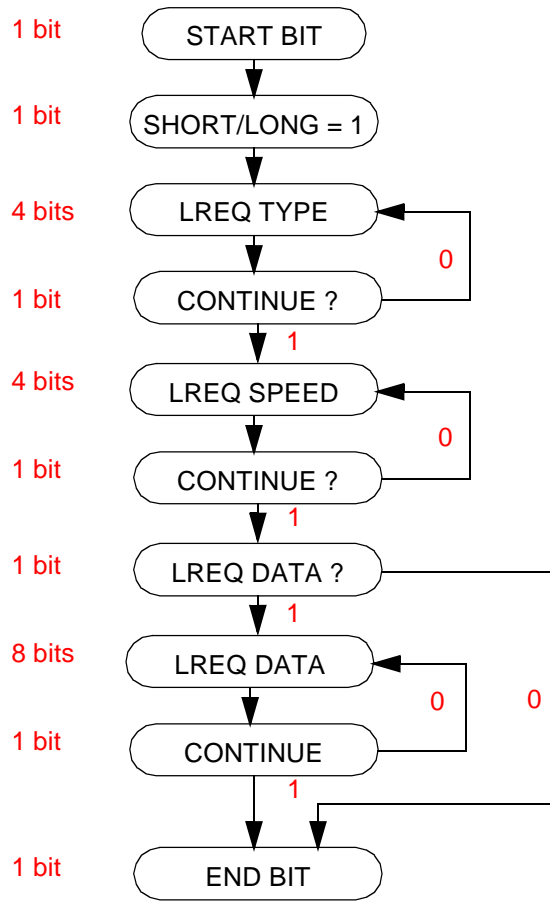 1 bit START BIT
1 bit SHORT/LONG = 1
4 bits LREQ TYPE
0
1 bit CONTINUE ?
1
4 bits LREQ SPEED
0
1 bit CONTINUE ?
1
1 bit LREQ DATA ?
1
8 bits LREQ DATA
0 0
1 bit CONTINUE
1
1 bit END BIT